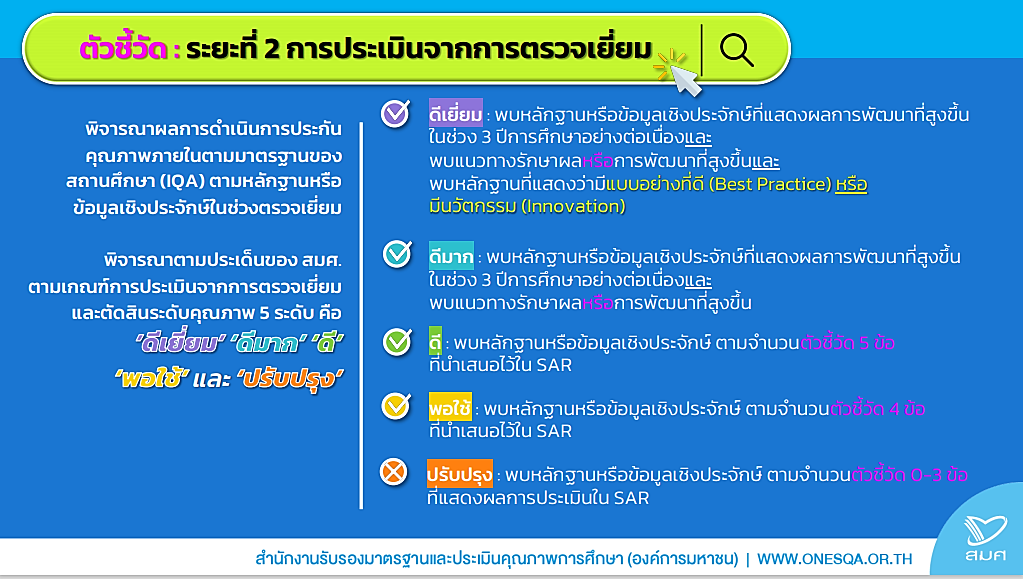 ตัวชี้วัด : ระยะที่ 2 การประเมินจากการตรวจเยี่ยม
พิจารณาผลการดำเนินการประกัน
คุณภาพภายในตามมาตรฐานของ
สถานศึกษา (IQA) ตามหลักฐานหรือ
ข้อมูลเชิงประจักษ์ในช่วงตรวจเยี่ยม
พิจารณาตามประเด็นของ สมศ.
ตามเกณฑ์การประเมินจากการตรวจเยี่ยม
และตัดสินระดับคุณภาพ 5 ระดับ คือ
'ดีเยี่ยม' 'ดีมาก' 'ดี'
'พอใช้' และ 'ปรับปรุง'
ดีเยี่ยม : พบหลักฐานหรือข้อมูลเชิงประจักษ์ที่แสดงผลการพัฒนาที่สูงขึ้น
ในช่วง 3 ปีการศึกษาอย่างต่อเนื่องและ
พบแนวทางรักษาผลหรือการพัฒนาที่สูงขึ้นและ
พบหลักฐานที่แสดงว่ามีแบบอย่างที่ดี (Best Practice) หรือ
มีนวัตกรรม (Innovation)
ดีมาก : พบหลักฐานหรือข้อมูลเชิงประจักษ์ที่แสดงผลการพัฒนาที่สูงขึ้น
ในช่วง 3 ปีการศึกษาอย่างต่อเนื่องและ
พบแนวทางรักษาผลหรือการพัฒนาที่สูงขึ้น
ดี : พบหลักฐานหรือข้อมูลเชิงประจักษ์ ตามจำนวนตัวชี้วัด 5 ข้อ
ที่นำเสนอไว้ใน SAR
พอใช้ : พบหลักฐานหรือข้อมูลเชิงประจักษ์ ตามจำนวนตัวชี้วัด 4 ข้อ
ที่นำเสนอไว้ใน SAR
ปรับปรุง : พบหลักฐานหรือข้อมูลเชิงประจักษ์ ตามจำนวนตัวชี้วัด 0-3 ข้อ
ที่แสดงผลการประเมินใน SAR
สำนักงานรับรองมาตรฐานและประเมินคุณภาพการศึกษา (องค์การมหาชน) | WWW.ONESQA.OR.TH
สมศ